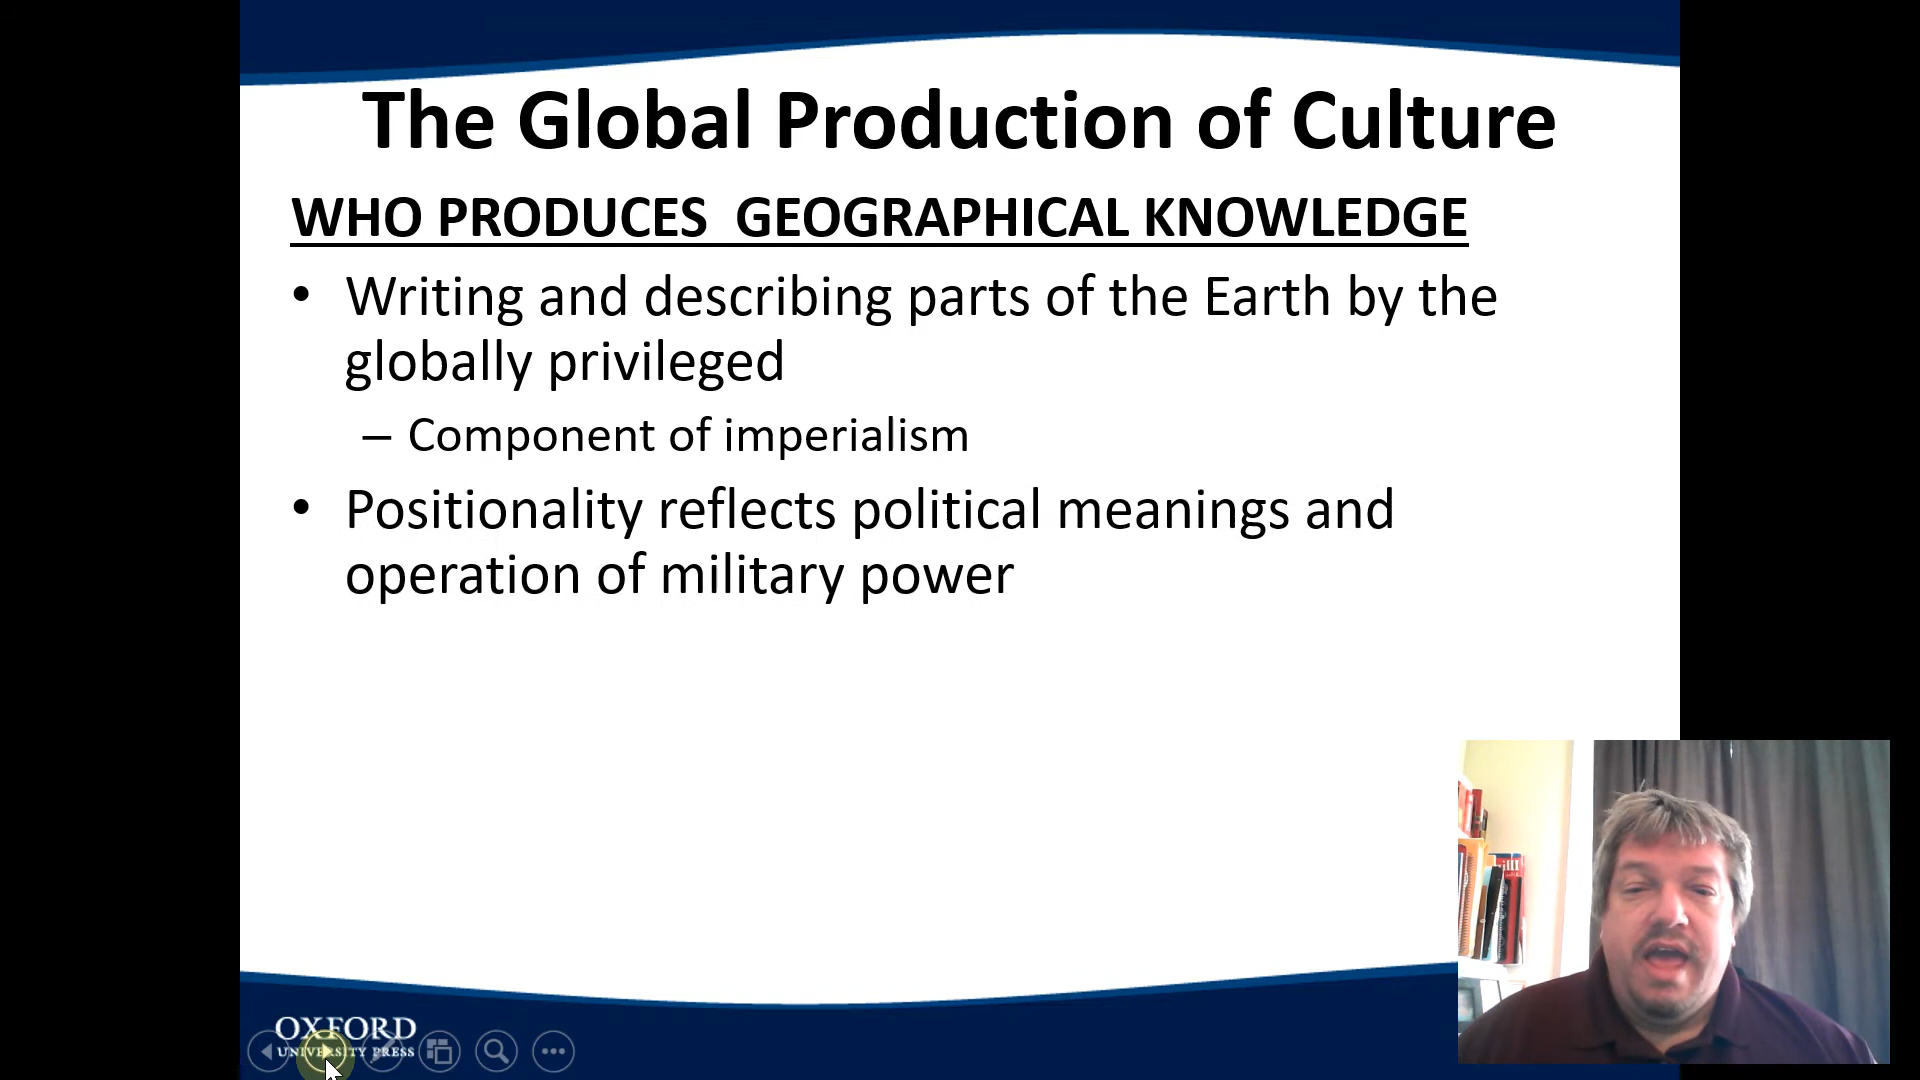 The Global Production of Culture
WHO PRODUCES  GEOGRAPHICAL KNOWLEDGE
• Writing and describing parts of the Earth by the
globally privileged
– Component of imperialism
• Positionality reflects political meanings and
operation of military power
OXFORD
UNIVERSITY PRESS